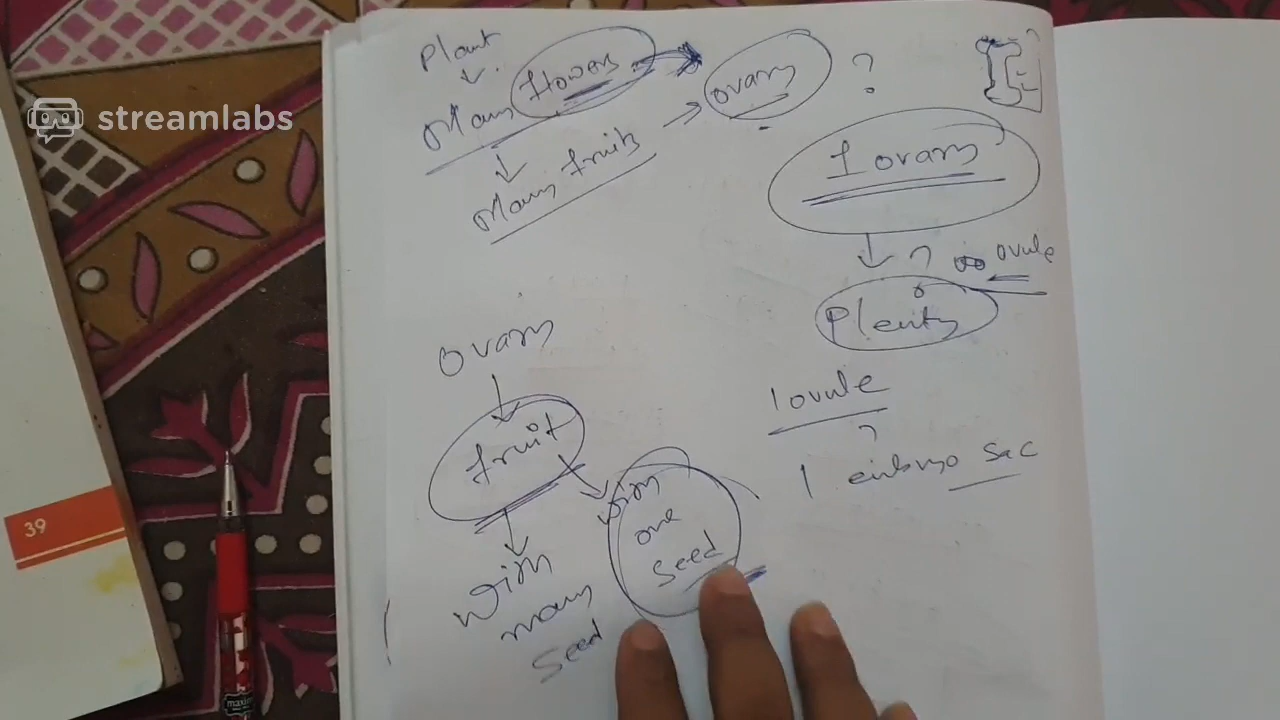 streamlabs
39
Plant
Many flowers
Many fruits
ovary ?
1 ovary
ovule
Plenty
1 ovule
1 embryo sac
ovary
fruit
with
many
seed
with
one
seed